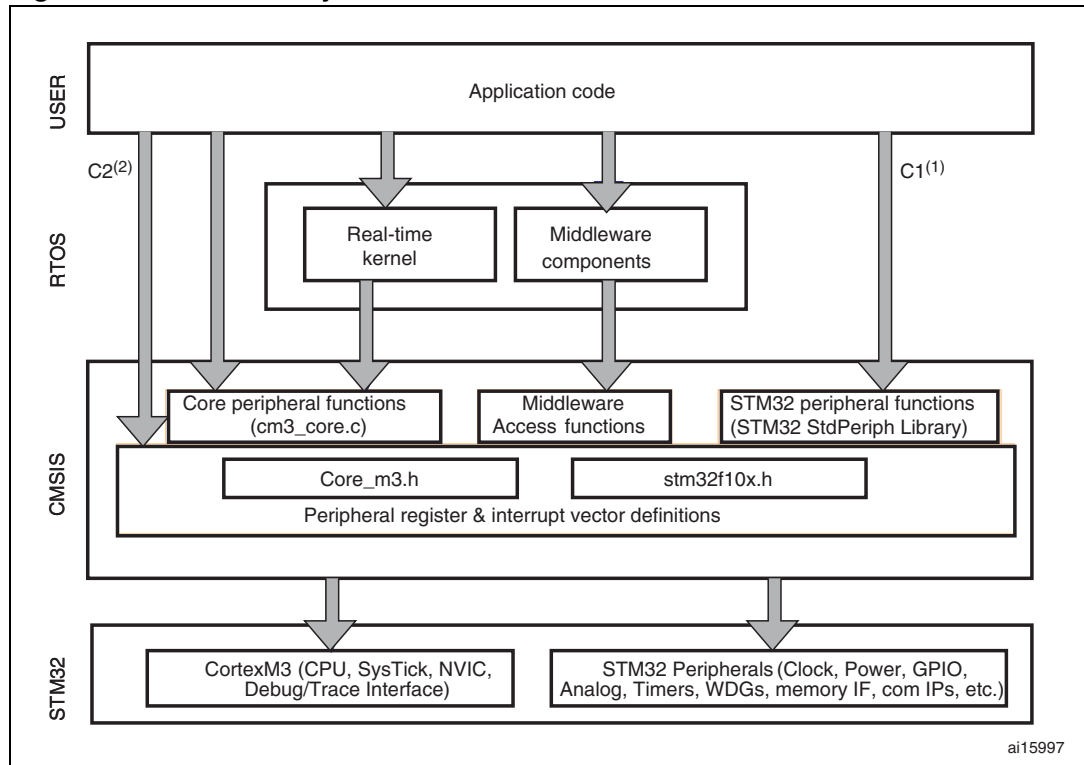 USER
Application code
C2(2)
C1(1)
RTOS
Real-time
kernel
Middleware
components
CMSIS
Core peripheral functions
(cm3_core.c)
Middleware
Access functions
STM32 peripheral functions
(STM32 StdPeriph Library)
Core_m3.h
stm32f10x.h
Peripheral register & interrupt vector definitions
STM32
CortexM3 (CPU, SysTick, NVIC,
Debug/Trace Interface)
STM32 Peripherals (Clock, Power, GPIO,
Analog, Timers, WDGs, memory IF, com IPs, etc.)
ai15997